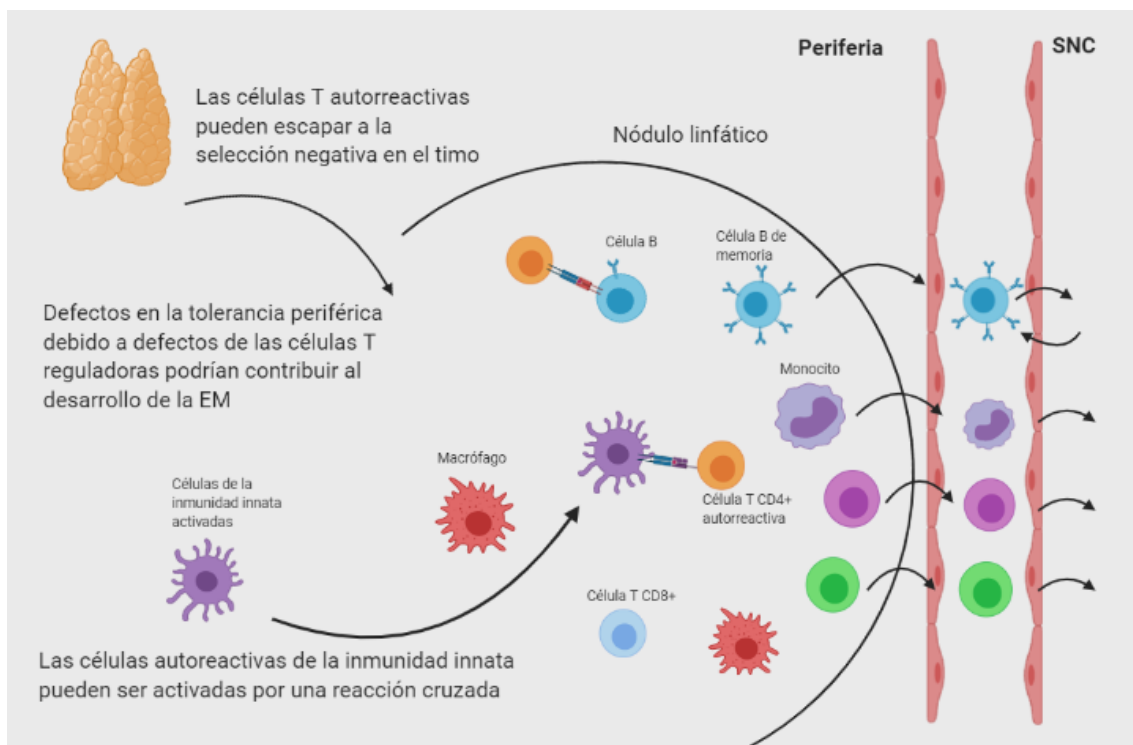 Periferia
SNC
Las células T autorreactivas
pueden escapar a la
selección negativa en el timo
Nódulo linfático
Célula B
Célula B de
memoria
Defectos en la tolerancia periférica
debido a defectos de las células T
reguladoras podrían contribuir al
desarrollo de la EM
Monocito
Macrófago
Células de la
inmunidad innata
activadas
Célula T CD4+
autorreactiva
Célula T CD8+
Las células autoreactivas de la inmunidad innata
pueden ser activadas por una reacción cruzada